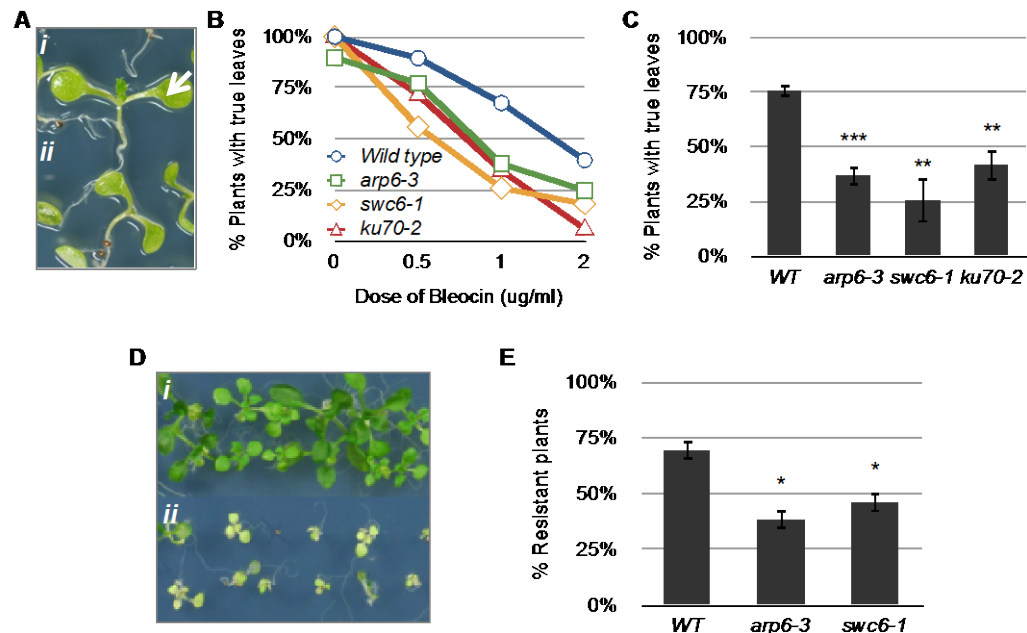 A
i
ii
B
% Plants with true leaves
100%
75%
50%
25%
0%
Wild type
arp6-3
swc6-1
ku70-2
0 0.5 1 2
Dose of Bleocin (ug/ml)
C
% Plants with true leaves
100%
75%
50%
25%
0%
*** ** **
WT arp6-3 swc6-1 ku70-2
D
i
ii
E
% Resistant plants
100%
75%
50%
25%
0%
* *
WT arp6-3 swc6-1